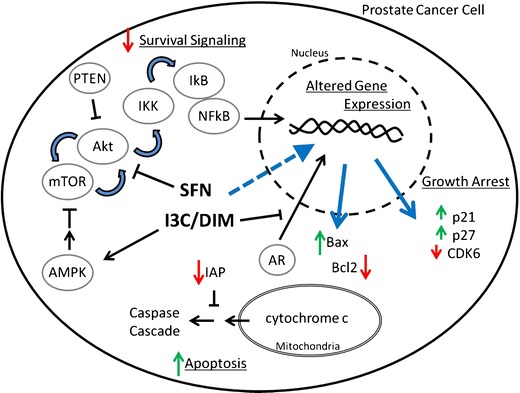 Prostate Cancer Cell
Survival Signaling
Nucleus
PTEN
IkB
IKK
NFkB
Altered Gene
Expression
Akt
mTOR
SFN
I3C/DIM
Growth Arrest
p21
p27
CDK6
AMPK
AR
Bax
Bcl2
IAP
Caspase
Cascade
cytochrome c
Mitochondria
Apoptosis